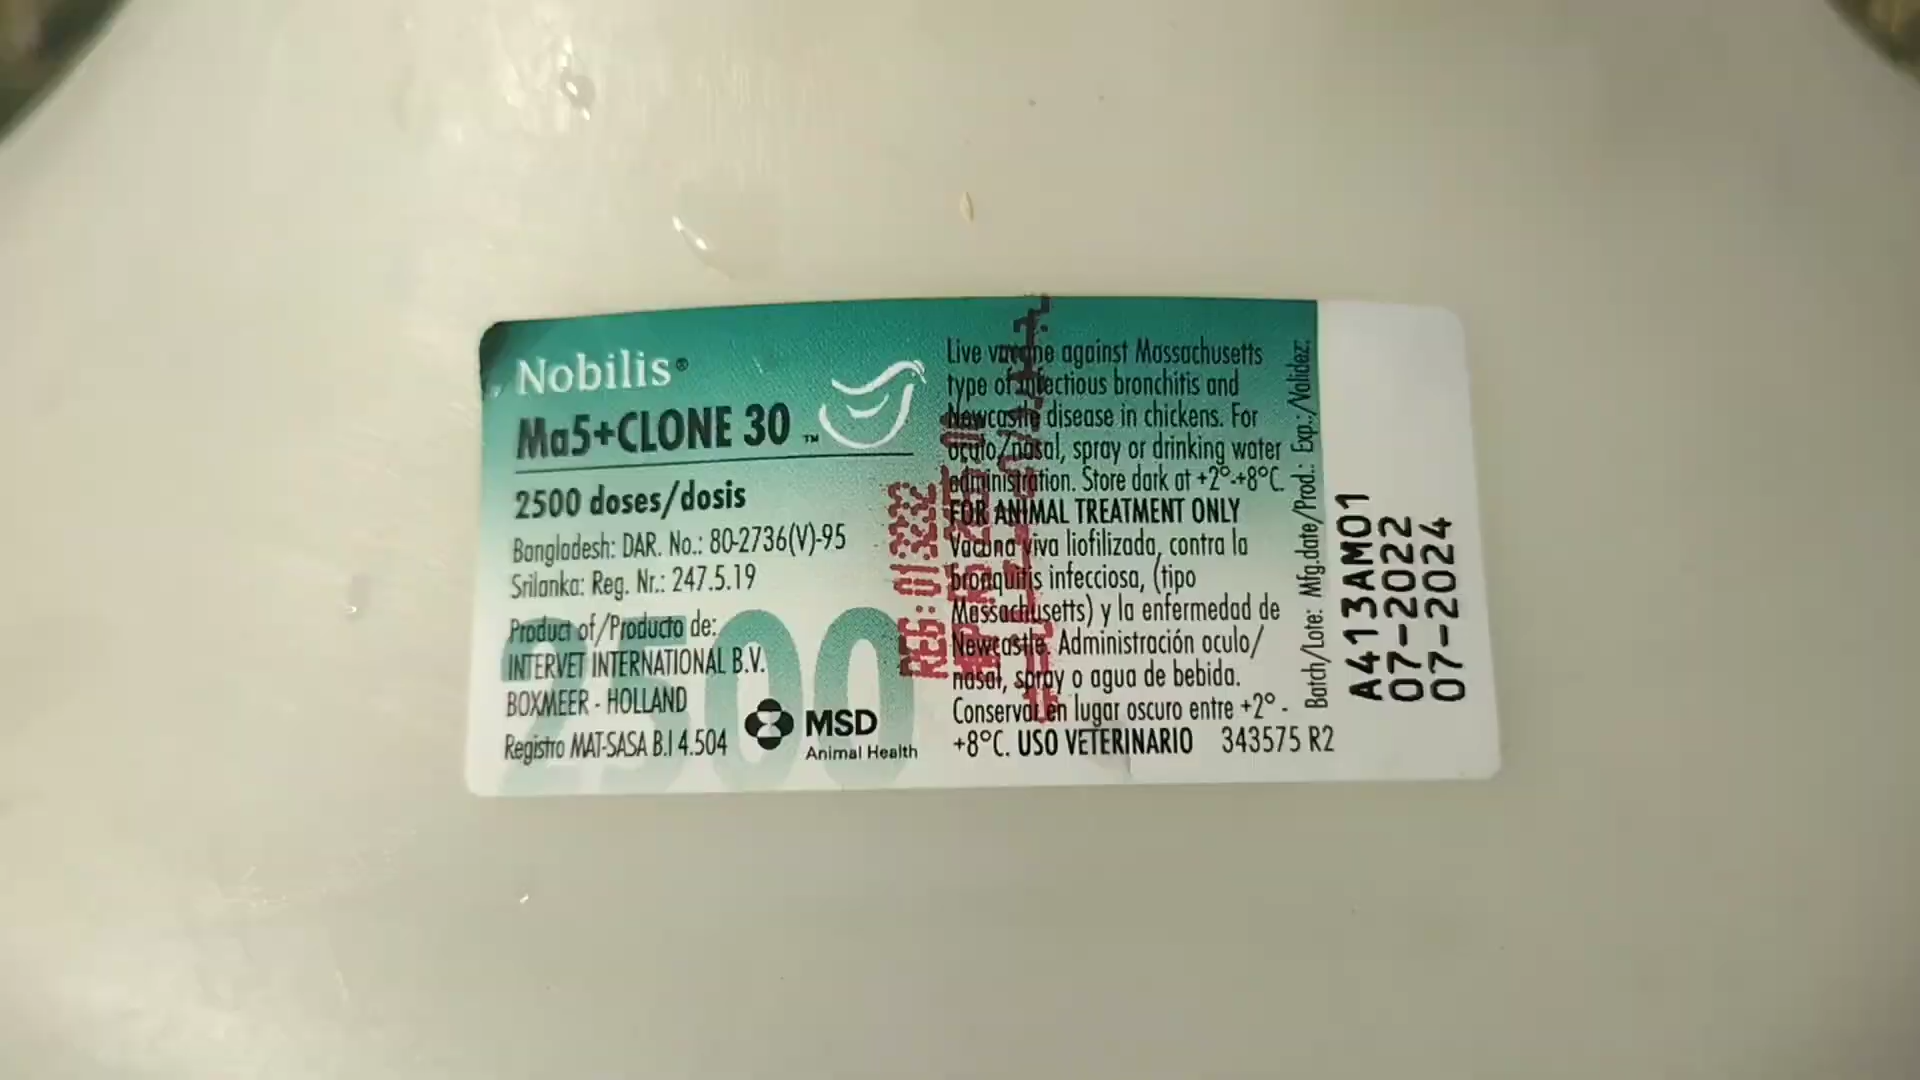 Nobilis®
Ma5+CLONE 30 ™
2500 doses/dosis
Bangladesh: DAR. No.: 80-2736(V)-95
Srilanka: Reg. Nr.: 247.5.19
2500
Product of/Producto de:
INTERVET INTERNATIONAL B.V.
BOXMEER - HOLLAND
Registro MAT-SASA B.I 4.504
MSD
Animal Health
Live vaccine against Massachusetts
type of infectious bronchitis and
Newcastle disease in chickens. For
oculo/nasal, spray or drinking water
administration. Store dark at +2°-+8°C.
FOR ANIMAL TREATMENT ONLY
Vacuna viva liofilizada, contra la
bronquitis infecciosa, (tipo
Massachusetts) y la enfermedad de
Newcastle. Administración oculo/
nasal, spray o agua de bebida.
Conservar en lugar oscuro entre +2° -
+8°C. USO VETERINARIO 343575 R2
Batch/Lote: Mfg.date/Prod.: Exp./Validez:
A413AM01
07-2022
07-2024
REG: